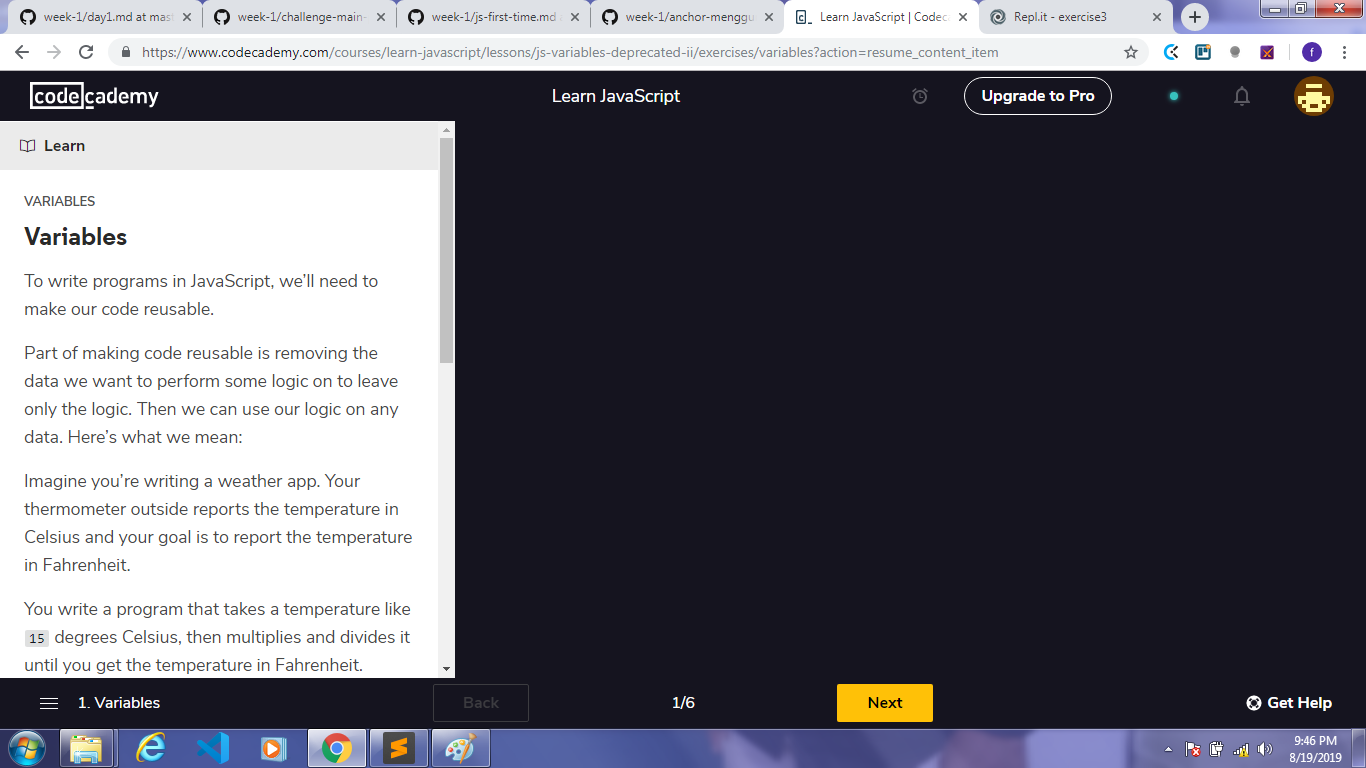 week-1/day1.md at mast
week-1/challenge-main-
week-1/js-first-time.md
week-1/anchor-menggu
Learn JavaScript | Codec
Repl.it - exercise3
https://www.codecademy.com/courses/learn-javascript/lessons/js-variables-deprecated-ii/exercises/variables?action=resume_content_item
f
codecademy
Learn JavaScript
Upgrade to Pro
Learn
VARIABLES
Variables
To write programs in JavaScript, we’ll need to
make our code reusable.
Part of making code reusable is removing the
data we want to perform some logic on to leave
only the logic. Then we can use our logic on any
data. Here’s what we mean:
Imagine you’re writing a weather app. Your
thermometer outside reports the temperature in
Celsius and your goal is to report the temperature
in Fahrenheit.
You write a program that takes a temperature like
15 degrees Celsius, then multiplies and divides it
until you get the temperature in Fahrenheit.
1. Variables
Back
1/6
Next
Get Help
9:46 PM
8/19/2019